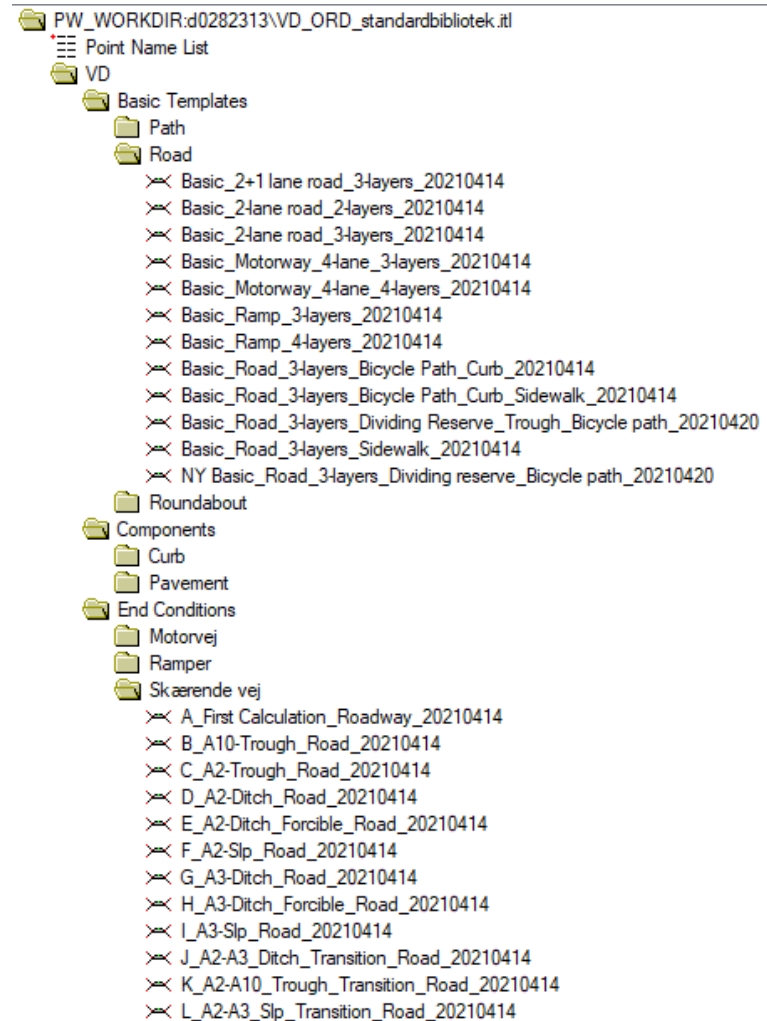 PW_WORKDIR:d0282313\VD_ORD_standardbibliotek.itl
Point Name List
VD
Basic Templates
Path
Road
Basic_2+1 lane road_3-layers_20210414
Basic_2-lane road_2-layers_20210414
Basic_2-lane road_3-layers_20210414
Basic_Motorway_4-lane_3-layers_20210414
Basic_Motorway_4-lane_4-layers_20210414
Basic_Ramp_3-layers_20210414
Basic_Ramp_4-layers_20210414
Basic_Road_3-layers_Bicycle Path_Curb_20210414
Basic_Road_3-layers_Bicycle Path_Curb_Sidewalk_20210414
Basic_Road_3-layers_Dividing Reserve_Trough_Bicycle path_20210420
Basic_Road_3-layers_Sidewalk_20210414
NY Basic_Road_3-layers_Dividing reserve_Bicycle path_20210420
Roundabout
Components
Curb
Pavement
End Conditions
Motorvej
Ramper
Skærende vej
A_First Calculation_Roadway_20210414
B_A10-Trough_Road_20210414
C_A2-Trough_Road_20210414
D_A2-Ditch_Road_20210414
E_A2-Ditch_Forcible_Road_20210414
F_A2-Slp_Road_20210414
G_A3-Ditch_Road_20210414
H_A3-Ditch_Forcible_Road_20210414
I_A3-Slp_Road_20210414
J_A2-A3_Ditch_Transition_Road_20210414
K_A2-A10_Trough_Transition_Road_20210414
L_A2-A3_Slp_Transition_Road_20210414